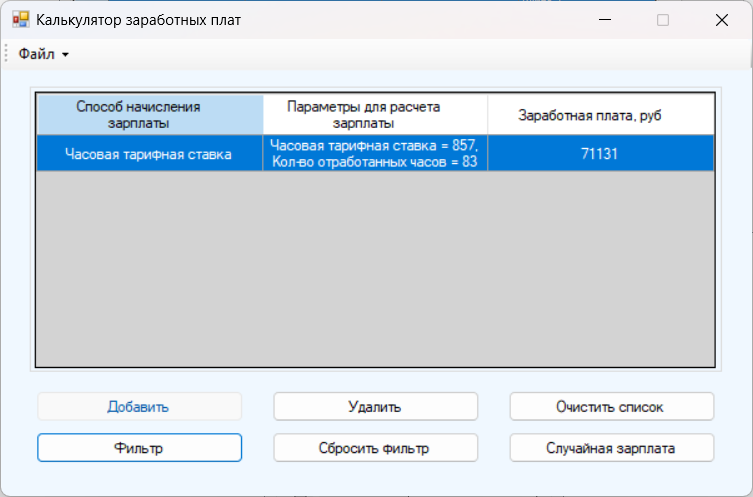 Калькулятор заработных плат
Файл
Способ начисления
зарплаты
Параметры для расчета
зарплаты
Заработная плата, руб
Часовая тарифная ставка
Часовая тарифная ставка = 857,
Кол-во отработанных часов = 83
71131
Добавить
Удалить
Очистить список
Фильтр
Сбросить фильтр
Случайная зарплата